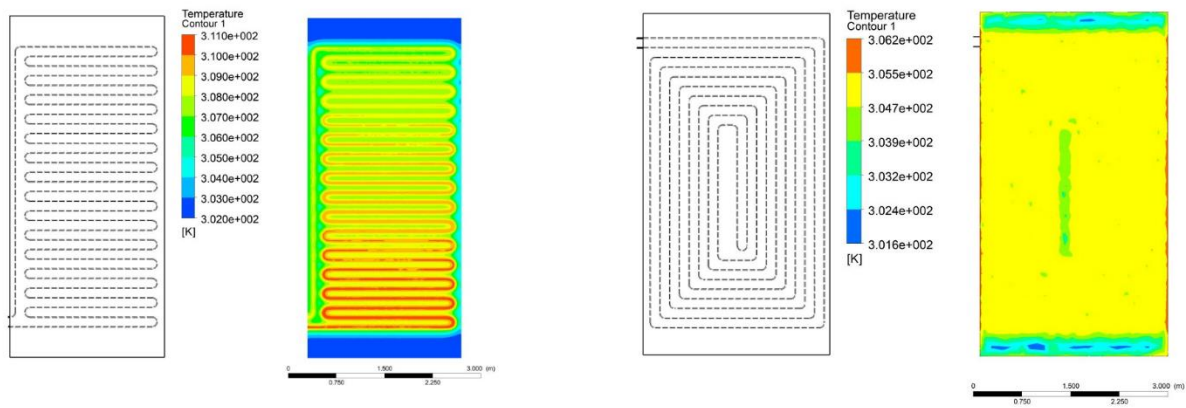 Temperature
Contour 1
3.110e+002
3.100e+002
3.090e+002
3.080e+002
3.070e+002
3.060e+002
3.050e+002
3.040e+002
3.030e+002
3.020e+002
[K]
0 1.500 3.000 (m)
0.750 2.250
Temperature
Contour 1
3.062e+002
3.055e+002
3.047e+002
3.039e+002
3.032e+002
3.024e+002
3.016e+002
[K]
0 1.500 3.000 (m)
0.750 2.250